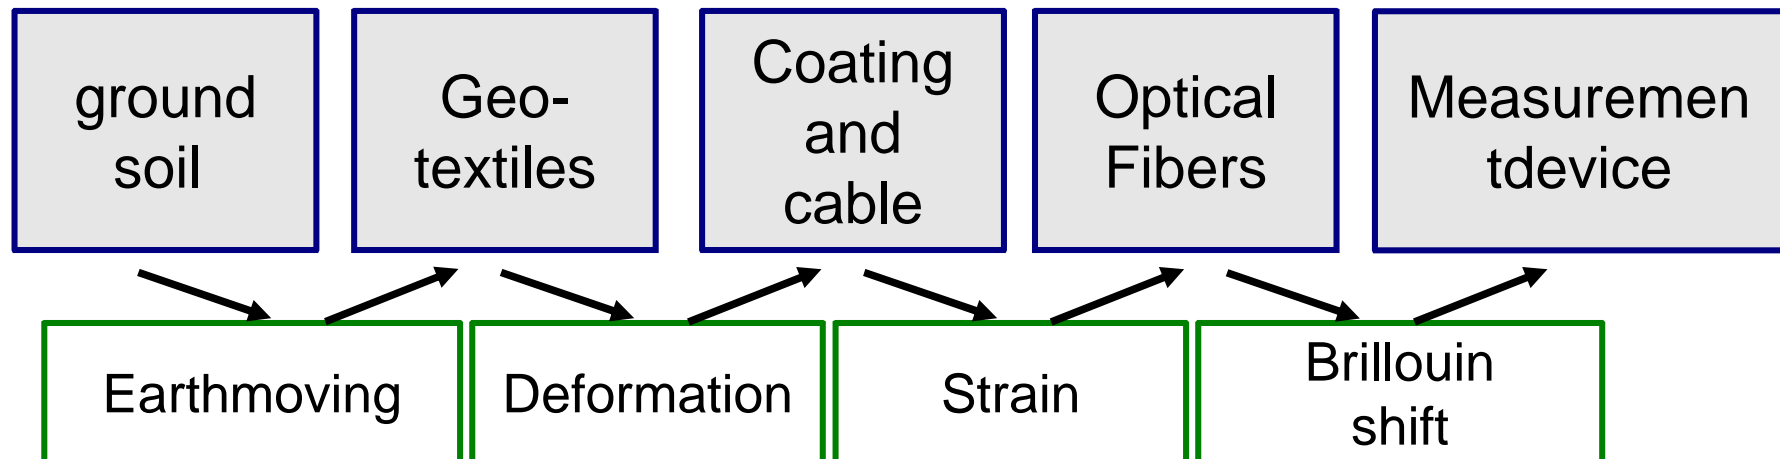 ground
soil
Geo-
textiles
Coating
and
cable
Optical
Fibers
Measuremen
tdevice
Earthmoving
Deformation
Strain
Brillouin
shift